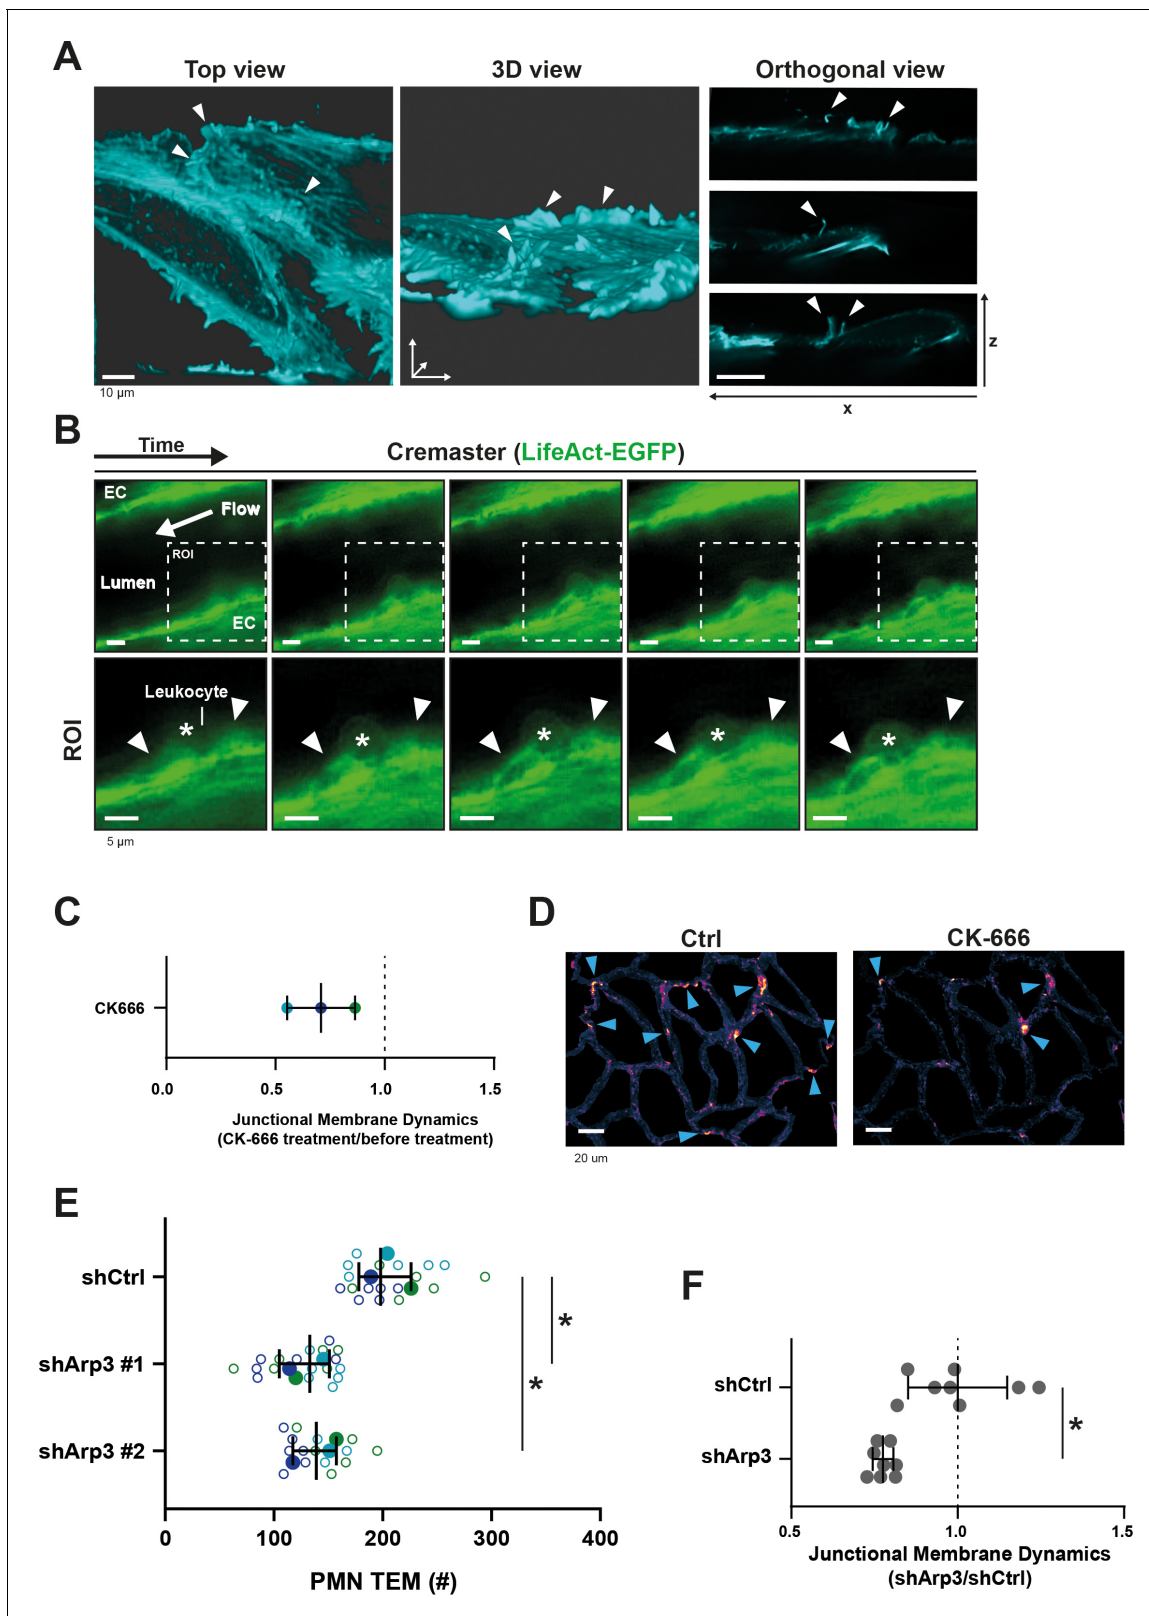 A
Top view
3D view
Orthogonal view
10 µm
z
x
B
Time
Cremaster (LifeAct-EGFP)
EC
Flow
ROI
Lumen
EC
ROI
Leukocyte
*
*
*
*
*
5 µm
C
CK666
0.0
0.5
1.0
1.5
Junctional Membrane Dynamics
(CK-666 treatment/before treatment)
D
Ctrl
CK-666
20 um
E
shCtrl
shArp3 #1
shArp3 #2
*
*
0
100
200
300
400
PMN TEM (#)
F
shCtrl
shArp3
*
0.5
1.0
1.5
Junctional Membrane Dynamics
(shArp3/shCtrl)